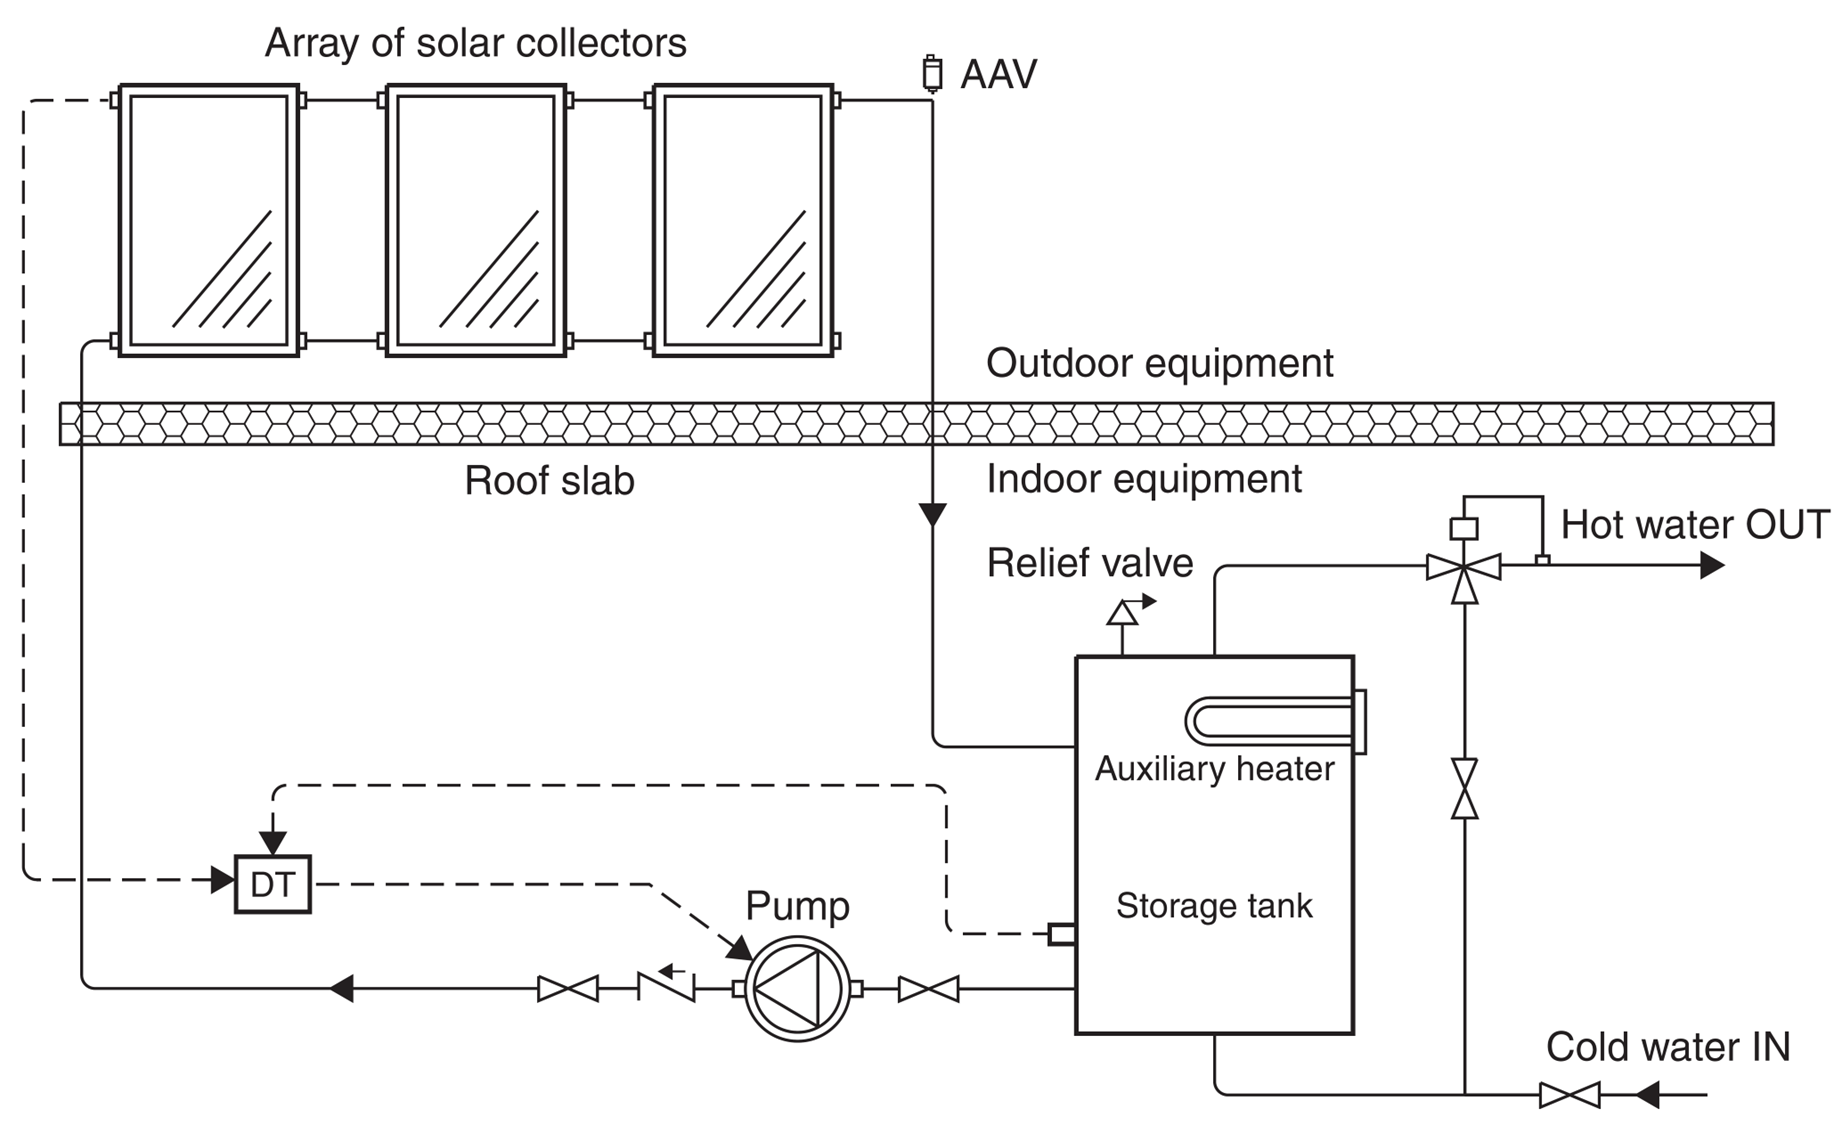 Array of solar collectors
AAV
Outdoor equipment
Roof slab
Indoor equipment
Hot water OUT
Relief valve
Auxiliary heater
DT
Pump
Storage tank
Cold water IN